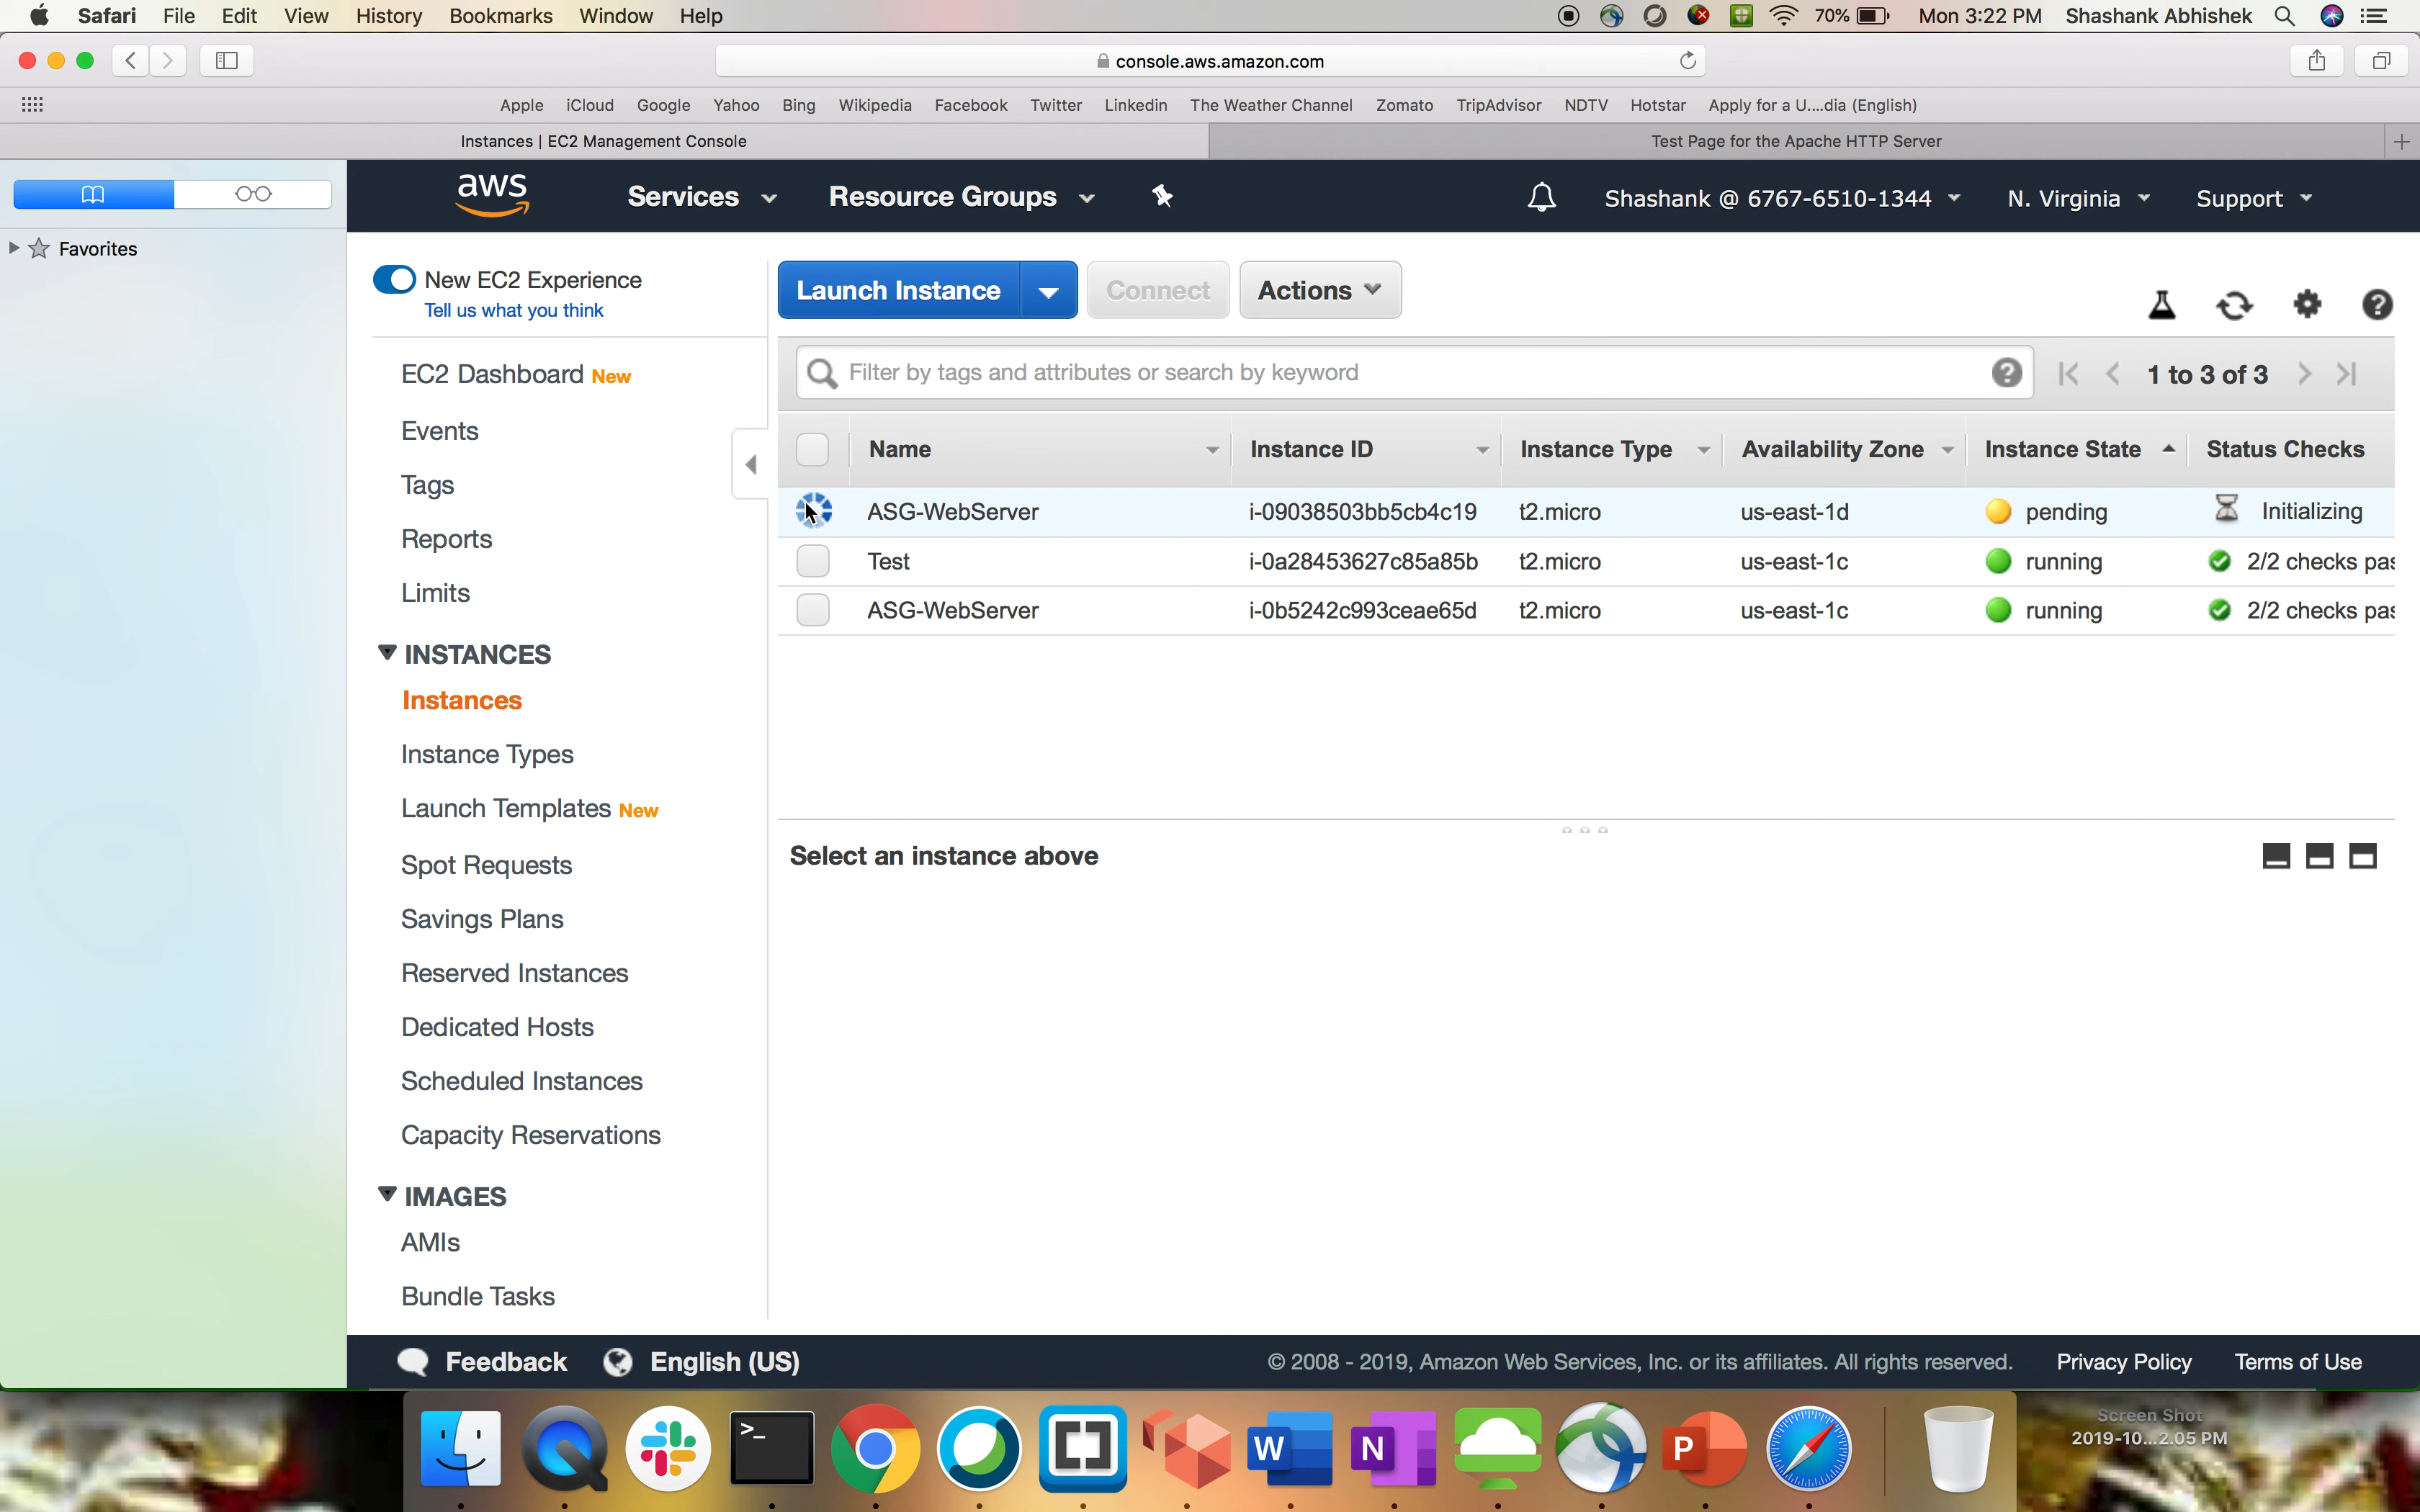 Safari File Edit View History Bookmarks Window Help 70% Mon 3:22 PM Shashank Abhishek
console.aws.amazon.com
Apple iCloud Google Yahoo Bing Wikipedia Facebook Twitter Linkedin The Weather Channel Zomato TripAdvisor NDTV Hotstar Apply for a U....dia (English)
Instances | EC2 Management Console Test Page for the Apache HTTP Server
aws Services Resource Groups Shashank @ 6767-6510-1344 N. Virginia Support
Favorites
New EC2 Experience
Tell us what you think
EC2 Dashboard New
Events
Tags
Reports
Limits
INSTANCES
Instances
Instance Types
Launch Templates New
Spot Requests
Savings Plans
Reserved Instances
Dedicated Hosts
Scheduled Instances
Capacity Reservations
IMAGES
AMIs
Bundle Tasks
Launch Instance Connect Actions
Filter by tags and attributes or search by keyword 1 to 3 of 3
Name Instance ID Instance Type Availability Zone Instance State Status Checks
ASG-WebServer i-09038503bb5cb4c19 t2.micro us-east-1d pending Initializing
Test i-0a28453627c85a85b t2.micro us-east-1c running 2/2 checks pas
ASG-WebServer i-0b5242c993ceae65d t2.micro us-east-1c running 2/2 checks pas
Select an instance above
Feedback English (US) © 2008 - 2019, Amazon Web Services, Inc. or its affiliates. All rights reserved. Privacy Policy Terms of Use
Screen Shot
2019-10...2.05 PM